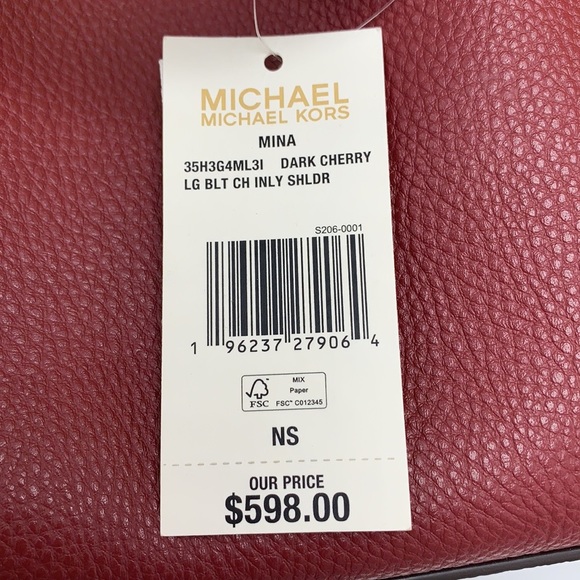 MICHAEL
MICHAEL KORS
MINA
35H3G4ML3I DARK CHERRY
LG BLT CH INLY SHLDR
S206-0001
1 96237 27906 4
FSC
MIX
Paper
FSC™ C012345
NS
OUR PRICE
$598.00